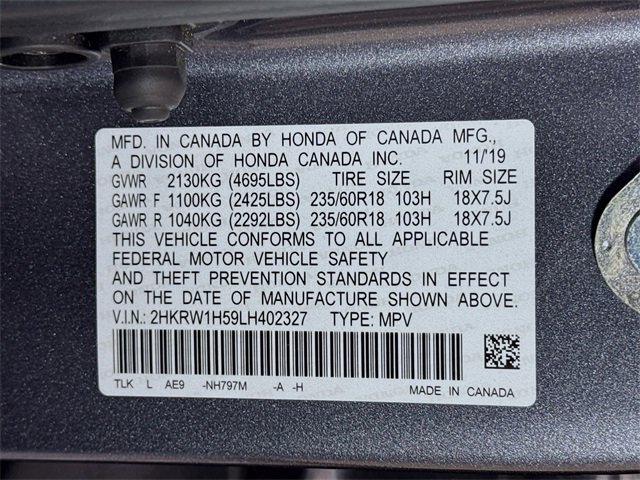 MFD. IN CANADA BY HONDA OF CANADA MFG.,
A DIVISION OF HONDA CANADA INC. 11/'19
GVWR 2130KG (4695LBS) TIRE SIZE RIM SIZE
GAWR F 1100KG (2425LBS) 235/60R18 103H 18X7.5J
GAWR R 1040KG (2292LBS) 235/60R18 103H 18X7.5J
THIS VEHICLE CONFORMS TO ALL APPLICABLE
FEDERAL MOTOR VEHICLE SAFETY
AND THEFT PREVENTION STANDARDS IN EFFECT
ON THE DATE OF MANUFACTURE SHOWN ABOVE.
V.I.N.: 2HKRW1H59LH402327 TYPE: MPV
TLK L AE9 -NH797M -A -H
MADE IN CANADA